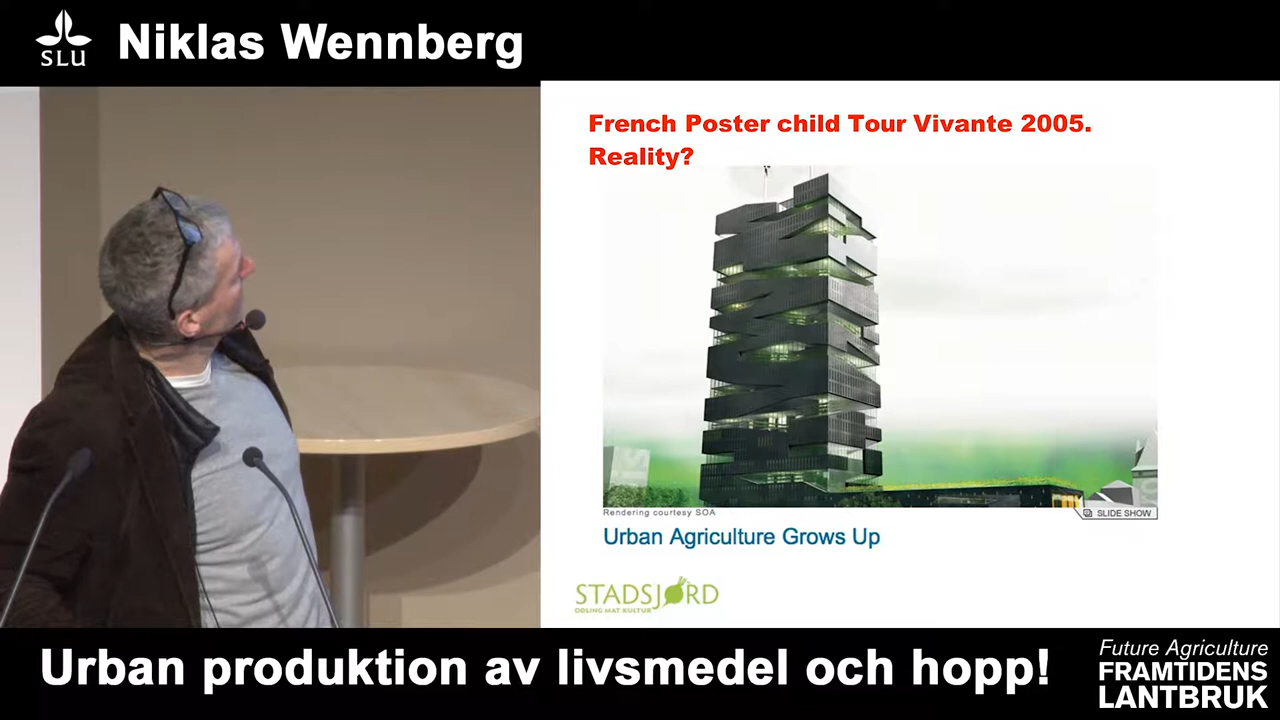 SLU
Niklas Wennberg
French Poster child Tour Vivante 2005.
Reality?
Rendering courtesy SOA
SLIDE SHOW
Urban Agriculture Grows Up
STADSJORD
ODLING MAT KULTUR
Urban produktion av livsmedel och hopp!
Future Agriculture
FRAMTIDENS
LANTBRUK